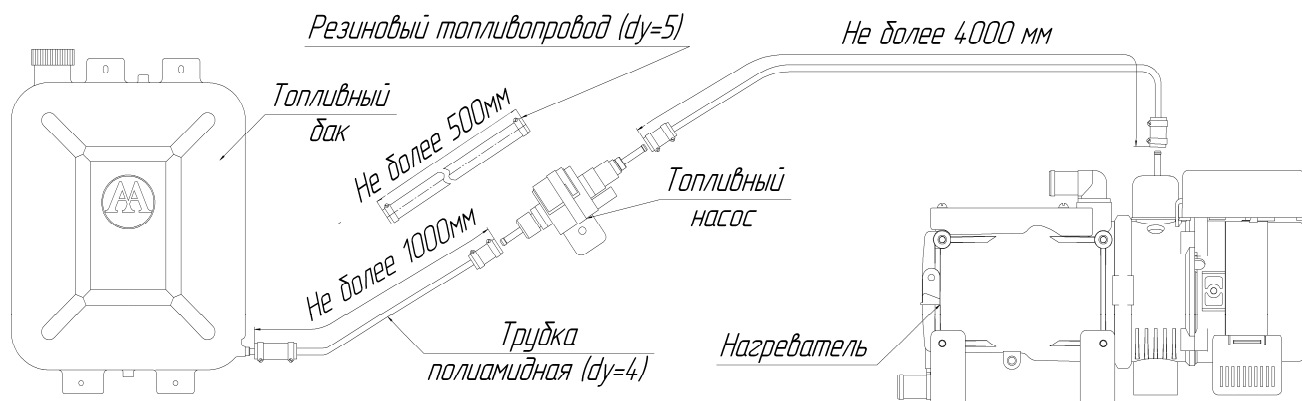 Резиновый топливопровод (dy=5)
Не более 4000 мм
Топливный
бак
Не более 500мм
Топливный
насос
Не более 1000мм
Трубка
полиамидная (dy=4)
Нагреватель